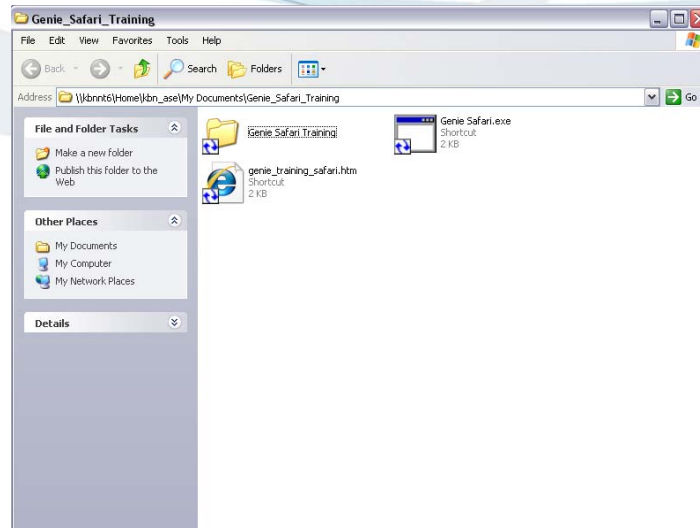 Genie_Safari_Training
File Edit View Favorites Tools Help
Back Search Folders
Address \\kbnnt6\Home\kbn_ase\My Documents\Genie_Safari_Training Go
File and Folder Tasks
Make a new folder
Publish this folder to the
Web
Other Places
My Documents
My Computer
My Network Places
Details
Genie Safari Training
Genie Safari.exe
Shortcut
2 KB
genie_training_safari.htm
Shortcut
2 KB